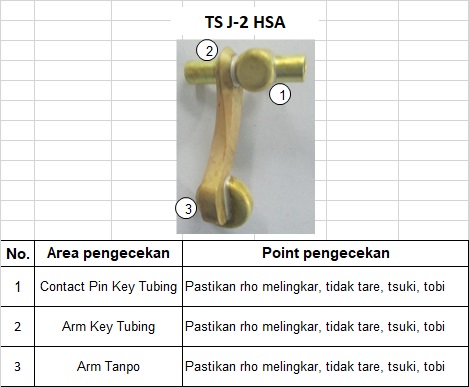 TS J-2 HSA
2
1
3
No. Area pengecekan Point pengecekan
1 Contact Pin Key Tubing Pastikan rho melingkar, tidak tare, tsuki, tobi
2 Arm Key Tubing Pastikan rho melingkar, tidak tare, tsuki, tobi
3 Arm Tanpo Pastikan rho melingkar, tidak tare, tsuki, tobi